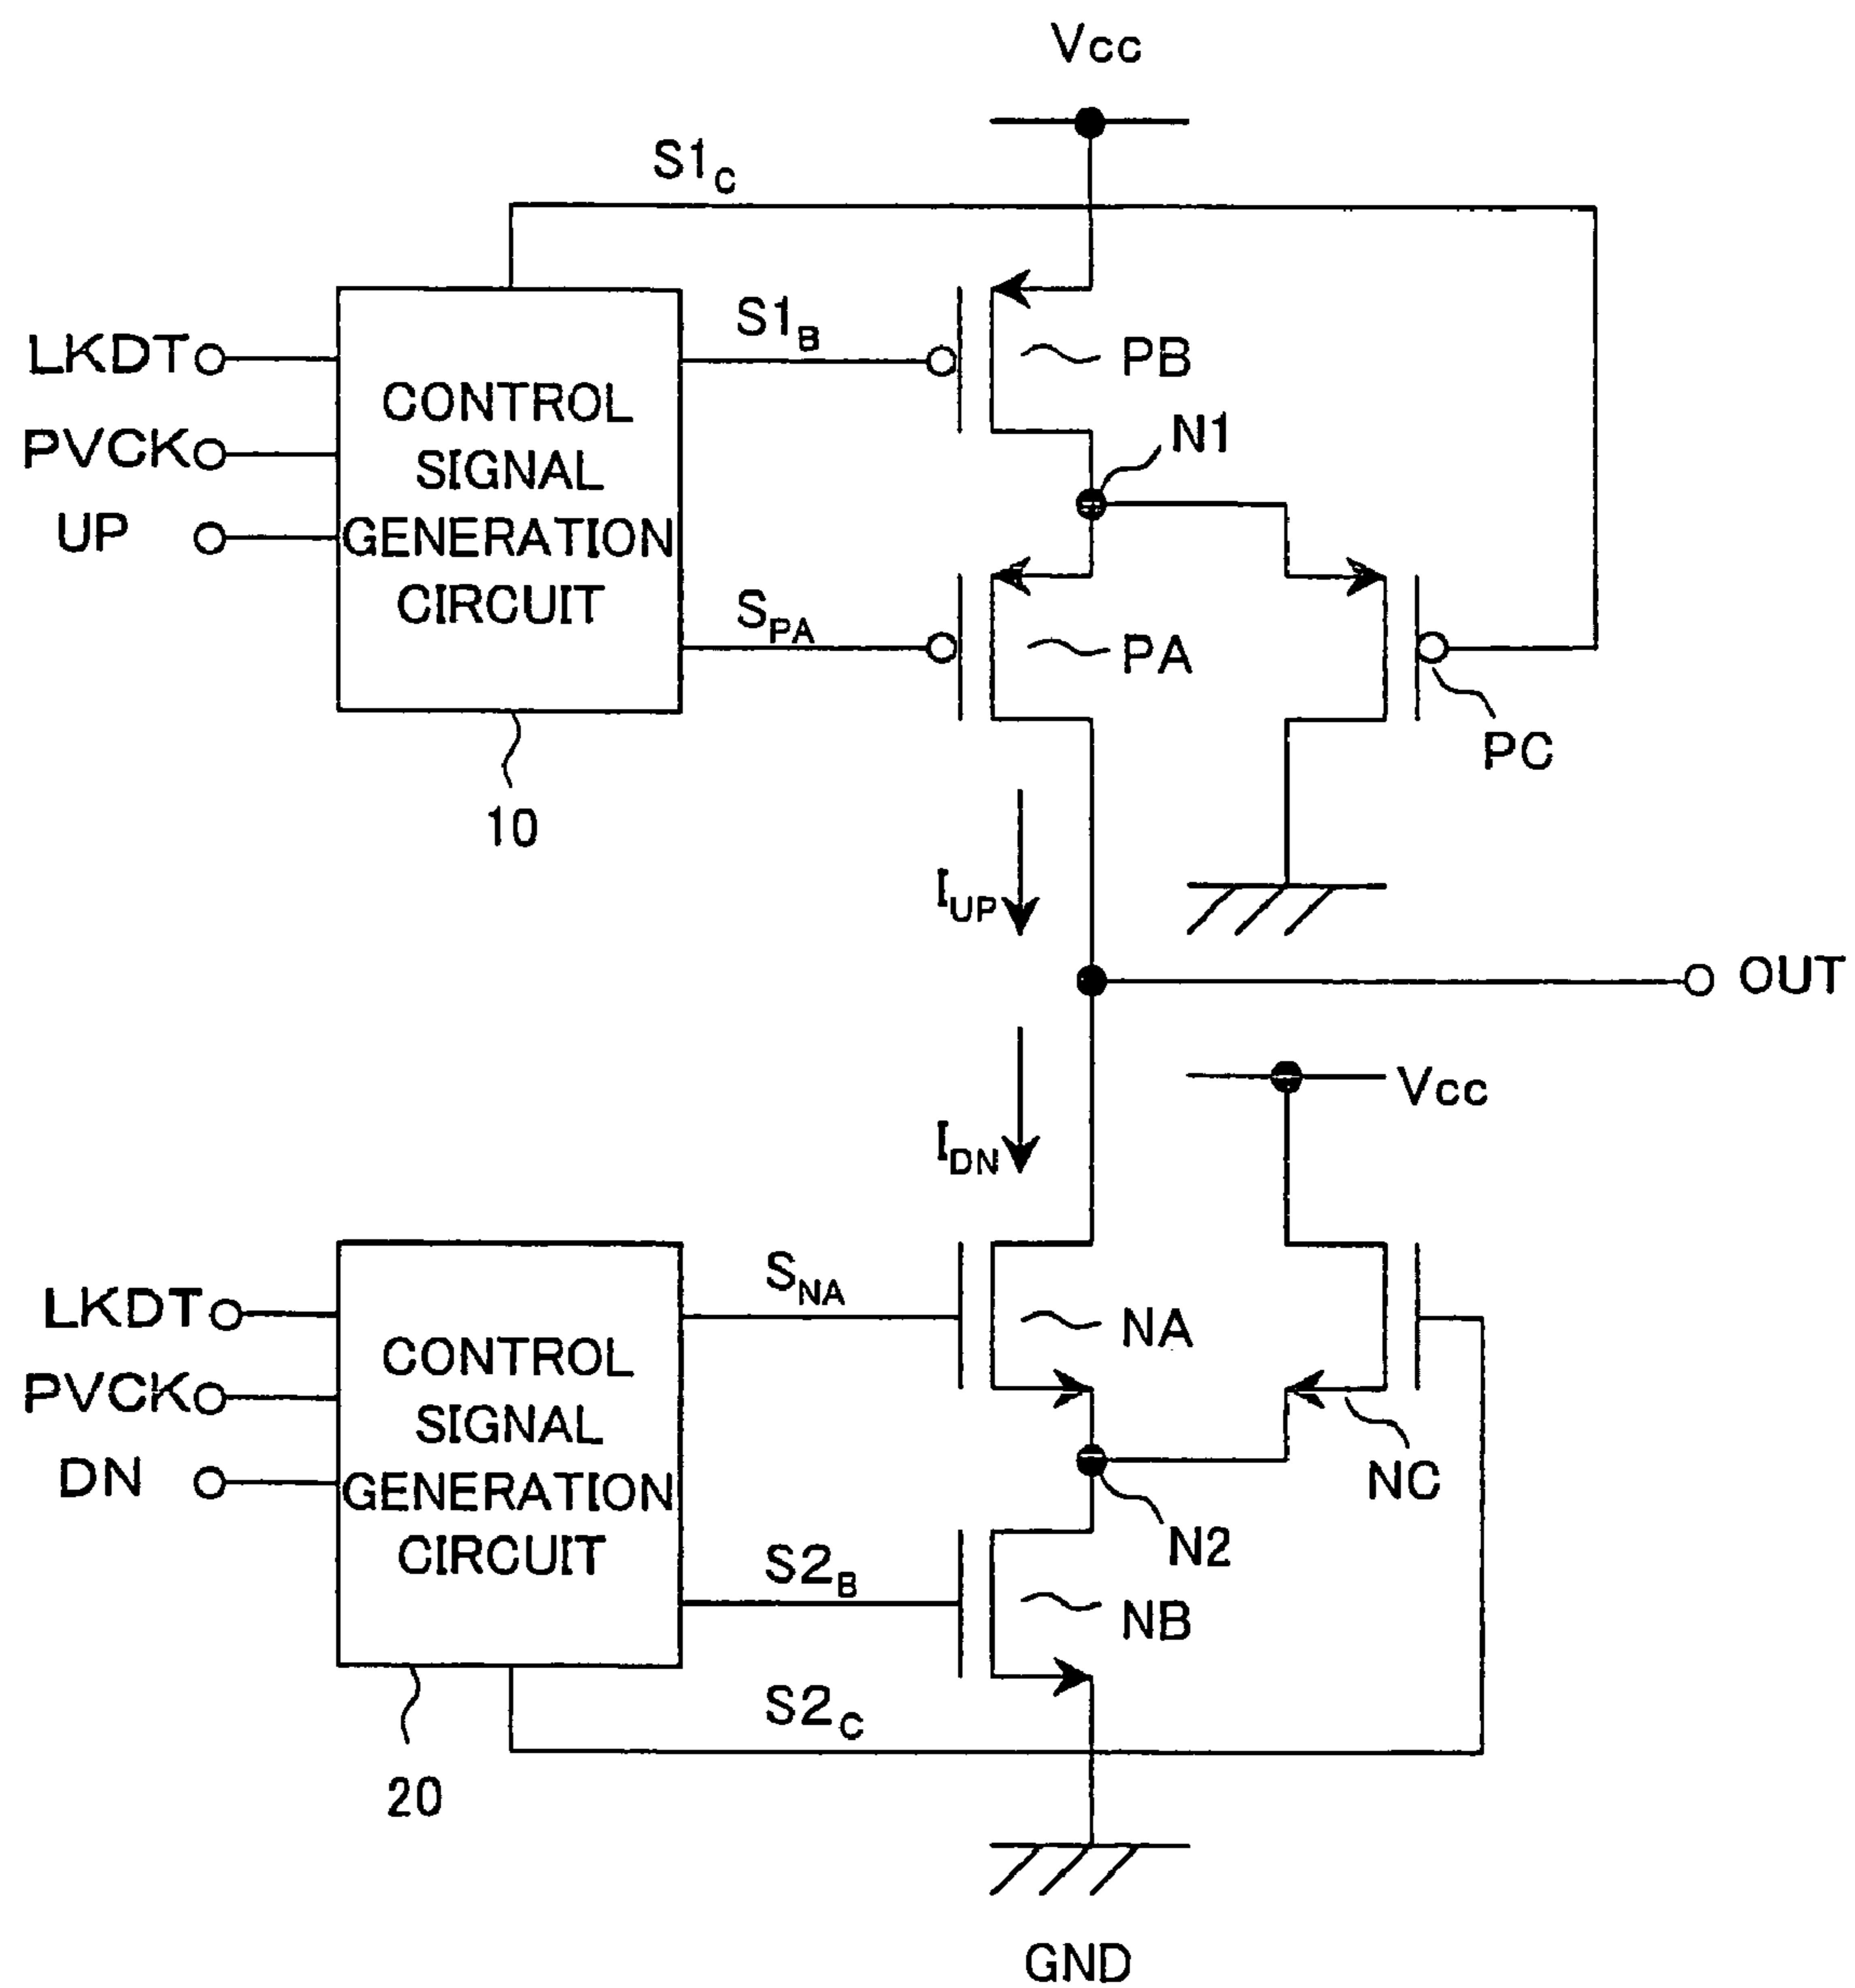 Vcc
S1C
LKDT
PVCK
UP
CONTROL
SIGNAL
GENERATION
CIRCUIT
S1B
SPA
PB
N1
PA
PC
10
IUP
OUT
Vcc
IDN
LKDT
PVCK
DN
CONTROL
SIGNAL
GENERATION
CIRCUIT
SNA
NA
NC
N2
S2B
NB
S2C
20
GND